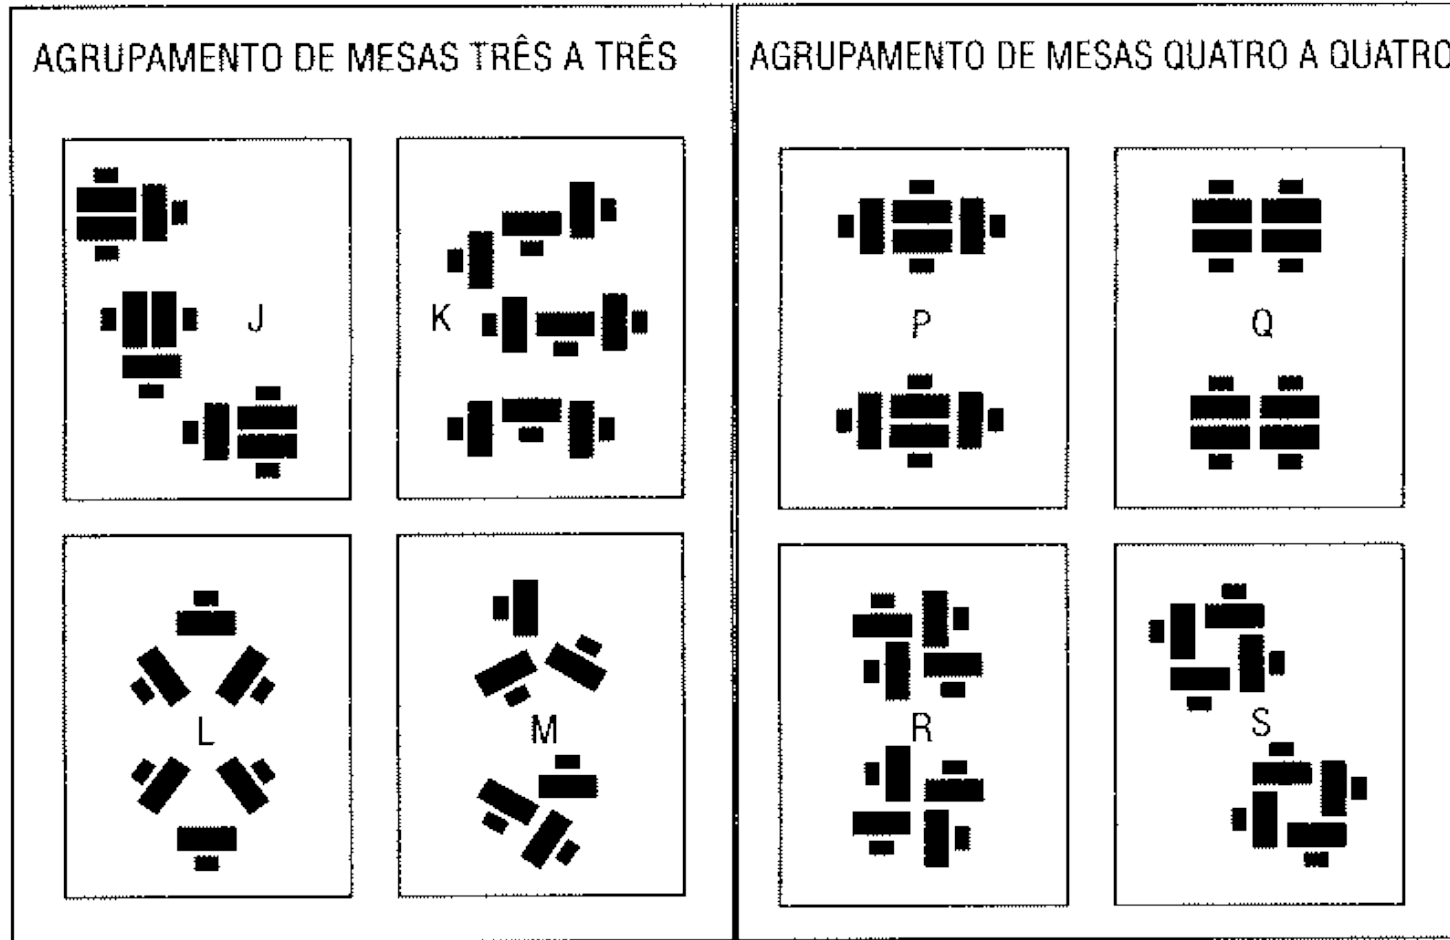 AGRUPAMENTO DE MESAS TRÊS A TRÊS
J
K
L
M
AGRUPAMENTO DE MESAS QUATRO A QUATRO
P
Q
R
S